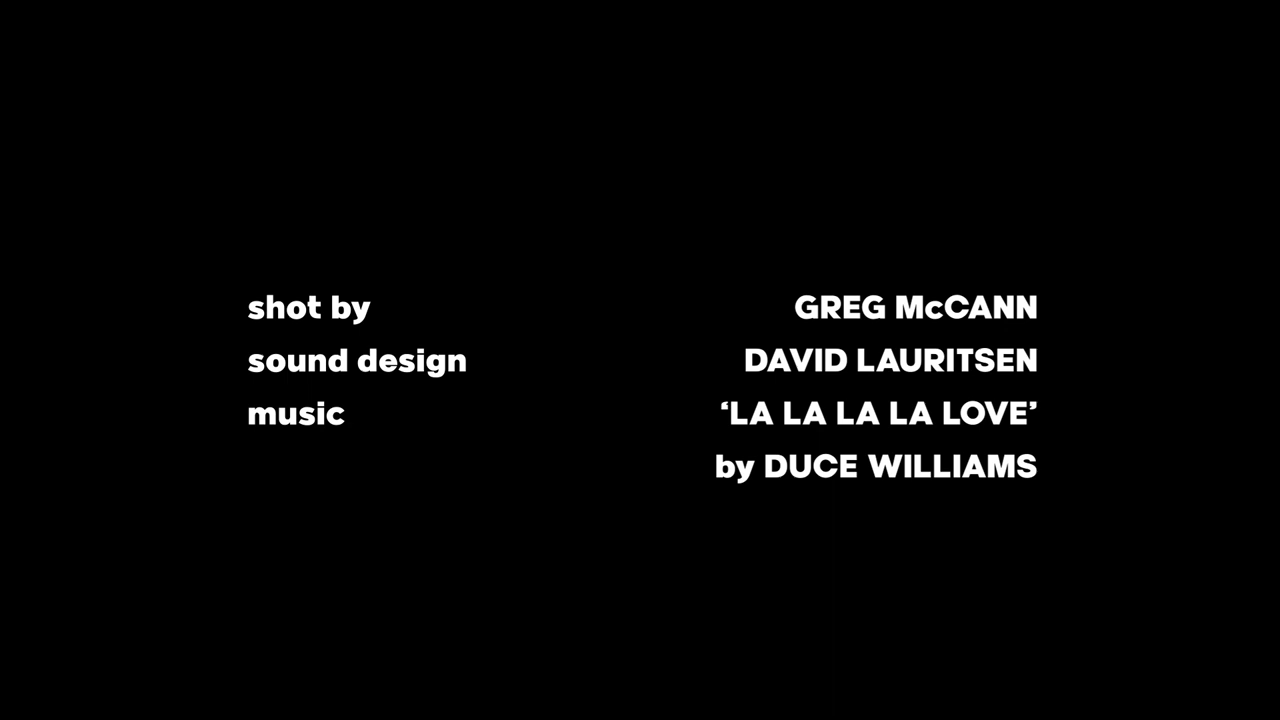 shot by GREG McCANN
sound design DAVID LAURITSEN
music ‘LA LA LA LA LOVE’
by DUCE WILLIAMS